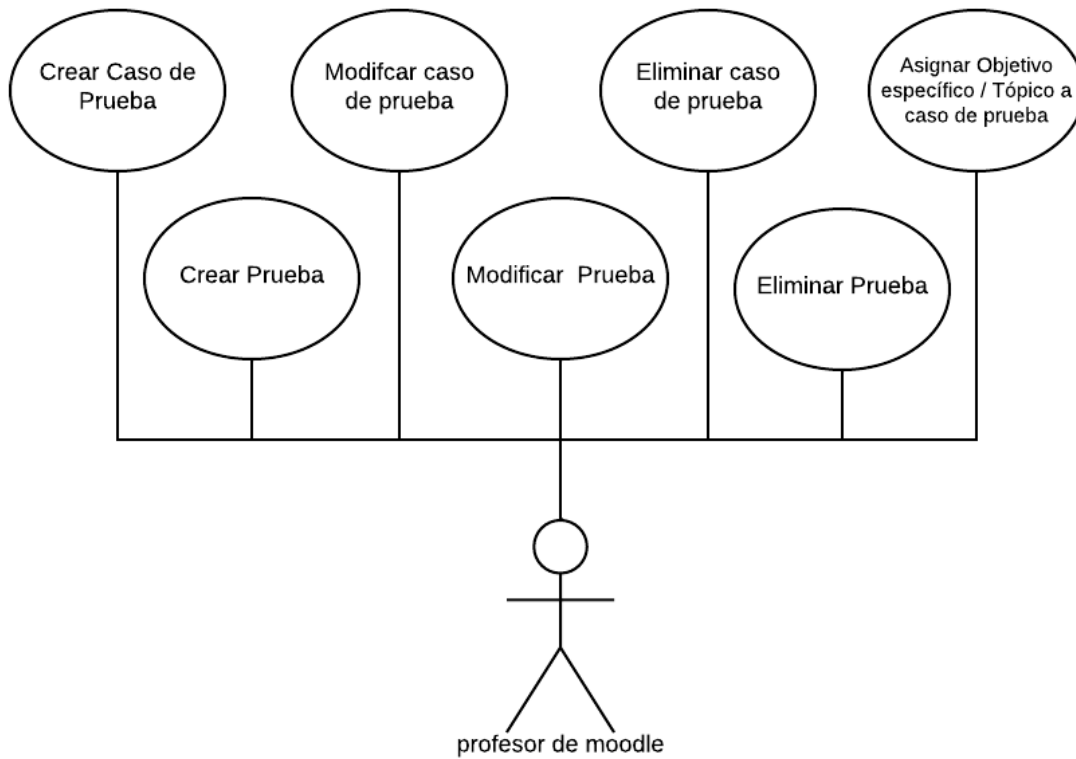 Crear Caso de
Prueba
Modifcar caso
de prueba
Eliminar caso
de prueba
Asignar Objetivo
específico / Tópico a
caso de prueba
Crear Prueba
Modificar  Prueba
Eliminar Prueba
profesor de moodle